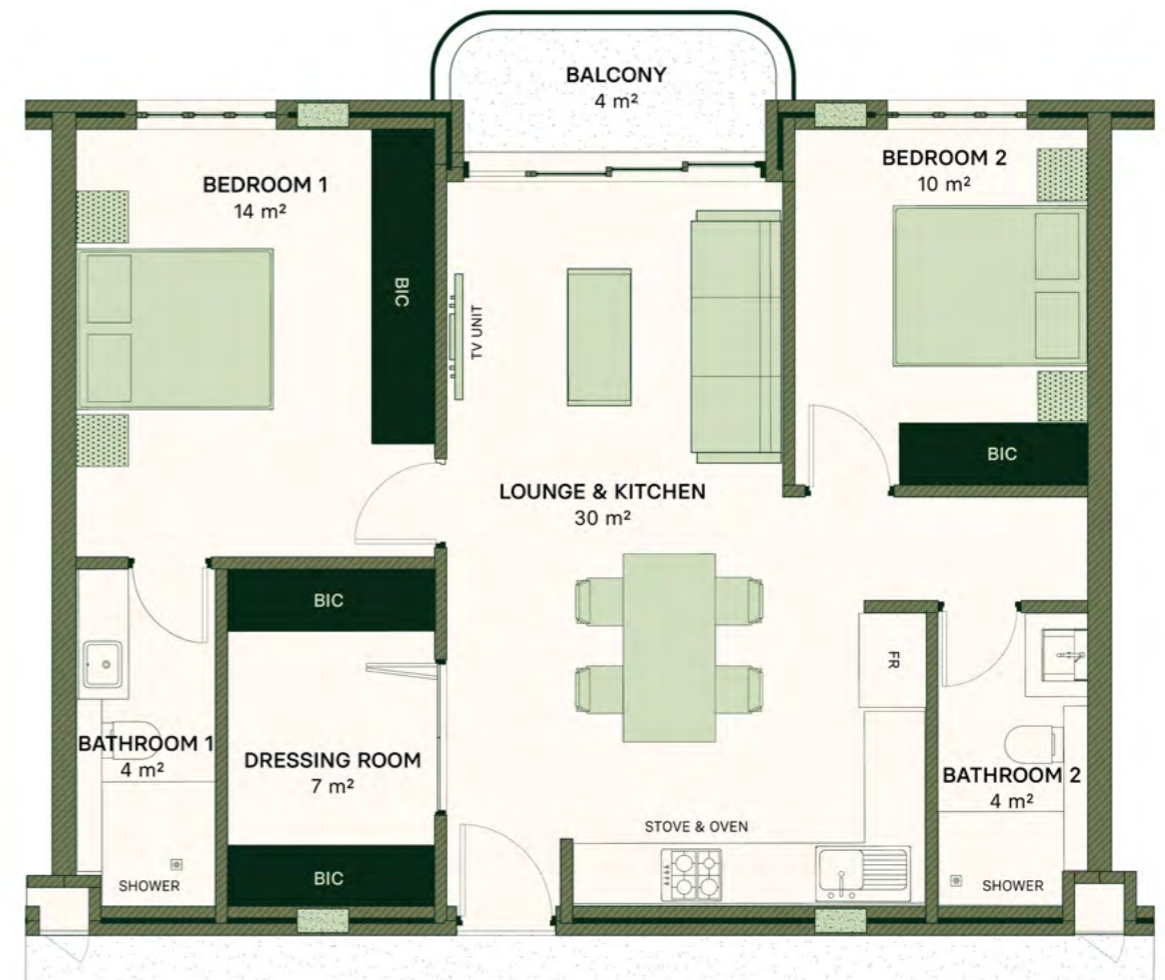 BALCONY
4 m²
BEDROOM 1
14 m²
BEDROOM 2
10 m²
BIC
TV UNIT
BIC
LOUNGE & KITCHEN
30 m²
BIC
FR
BATHROOM 1
4 m²
DRESSING ROOM
7 m²
BATHROOM 2
4 m²
STOVE & OVEN
BIC
SHOWER
SHOWER